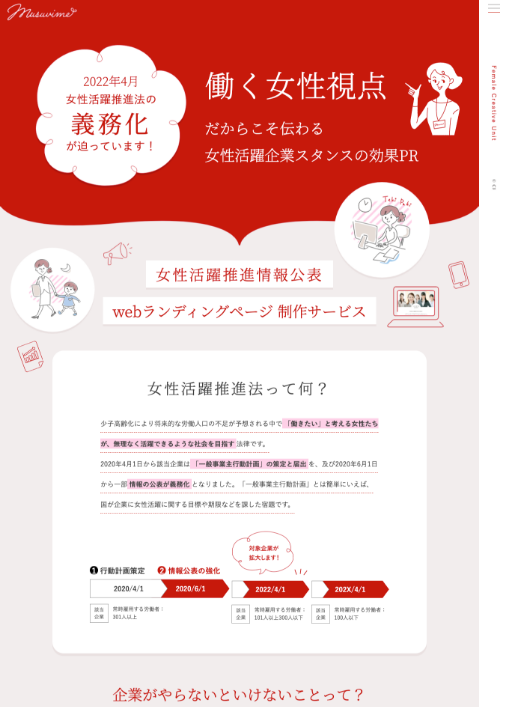 Musavime
Female Creative Unit
2022年4月
女性活躍推進法の
義務化
が迫っています！
働く女性視点
だからこそ伝わる
女性活躍企業スタンスの効果PR
女性活躍推進情報公表
webランディングページ 制作サービス
女性活躍推進法って何？
少子高齢化により将来的な労働人口の不足が予想される中で「働きたい」と考える女性たち
が、無理なく活躍できるような社会を目指す法律です。
2020年4月1日から該当企業は「一般事業主行動計画」の策定と届出を、及び2020年6月1日
から一部情報の公表が義務化となりました。「一般事業主行動計画」とは簡単にいえば、
国が企業に女性活躍に関する目標や期限などを課した宿題です。
対象企業が
拡大します！
❶行動計画策定 ❷情報公表の強化
2020/4/1 2020/6/1 2022/4/1 202X/4/1
該当
企業
常時雇用する労働者：
301人以上
該当
企業
常時雇用する労働者：
101人以上300人以下
該当
企業
常時雇用する労働者：
100人以下
企業がやらないといけないことって？